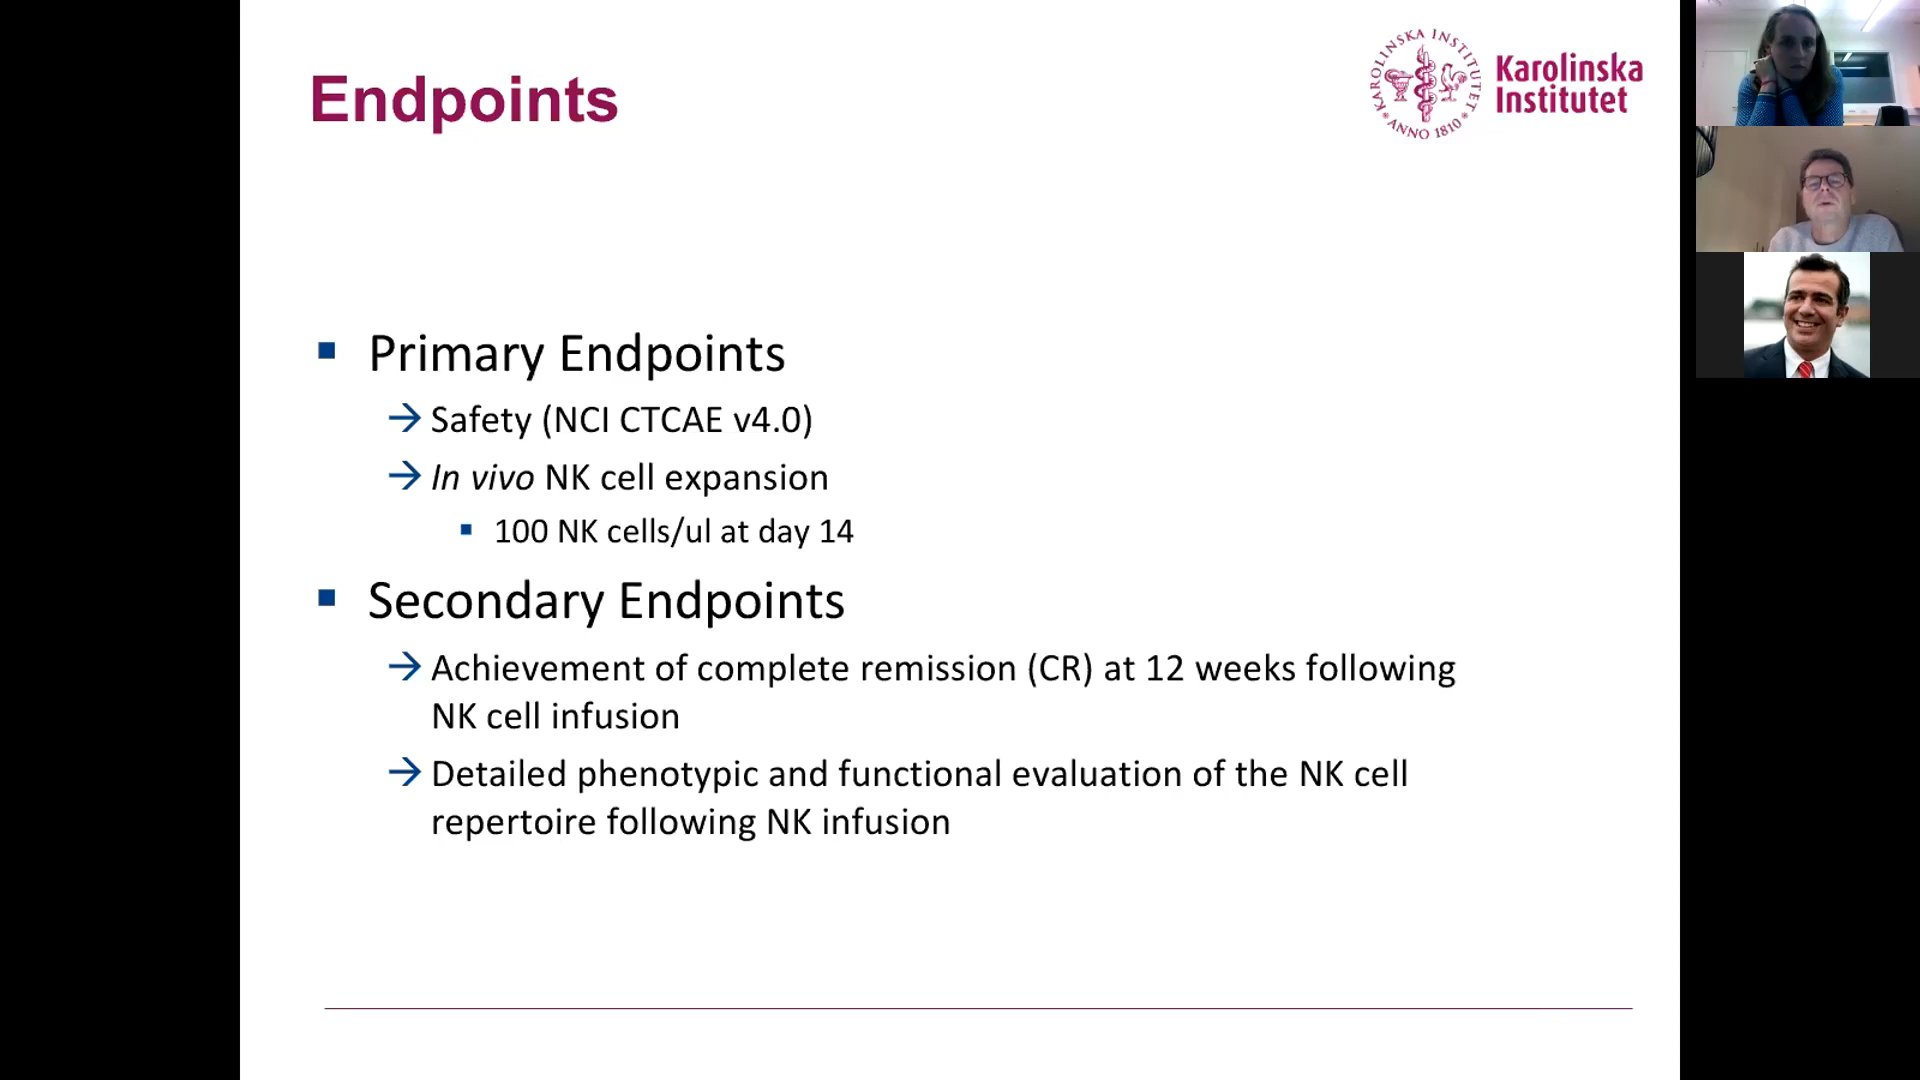 Endpoints
KAROLINSKA INSTITUTET
ANNO 1810
Karolinska
Institutet
Primary Endpoints
Safety (NCI CTCAE v4.0)
In vivo NK cell expansion
100 NK cells/ul at day 14
Secondary Endpoints
Achievement of complete remission (CR) at 12 weeks following
NK cell infusion
Detailed phenotypic and functional evaluation of the NK cell
repertoire following NK infusion